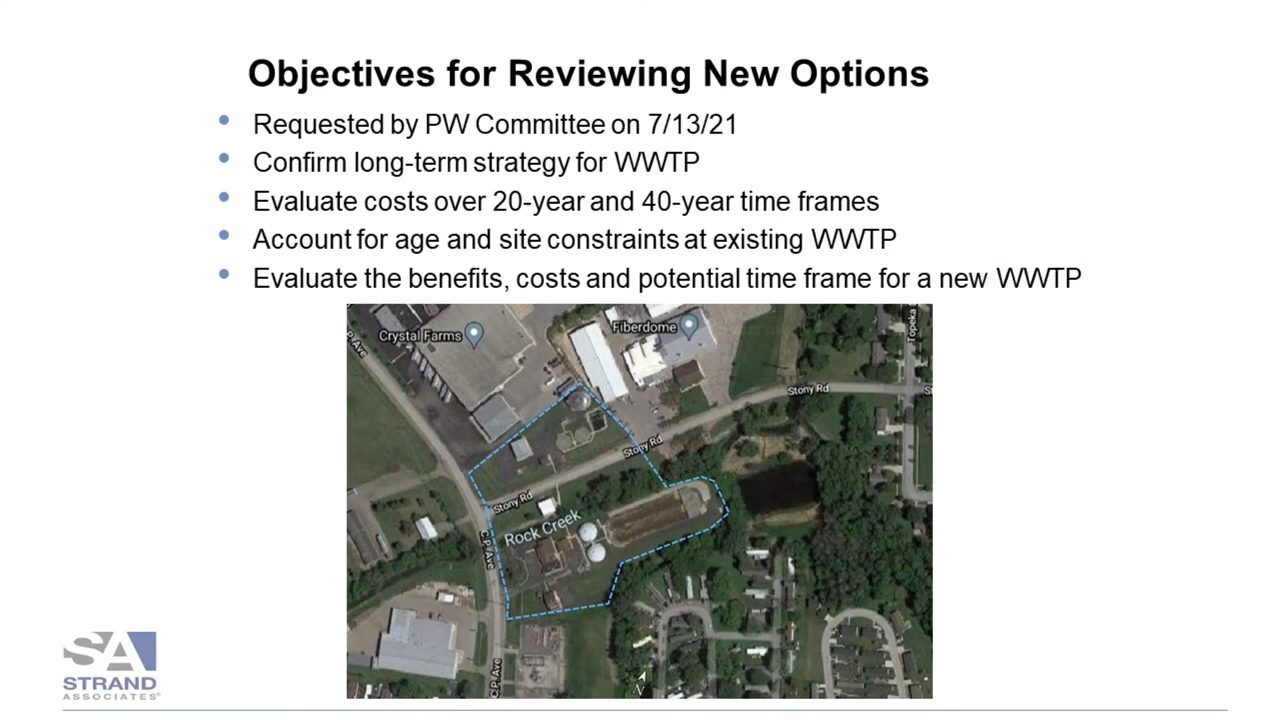 Objectives for Reviewing New Options
Requested by PW Committee on 7/13/21
Confirm long-term strategy for WWTP
Evaluate costs over 20-year and 40-year time frames
Account for age and site constraints at existing WWTP
Evaluate the benefits, costs and potential time frame for a new WWTP
Crystal Farms
Fiberdome
P. Ave
Topeka
Stony Rd
St
Stony Rd
Stony Rd
Rock Creek
C.P. Ave
C.P. Ave
N
SA
STRAND
ASSOCIATES®